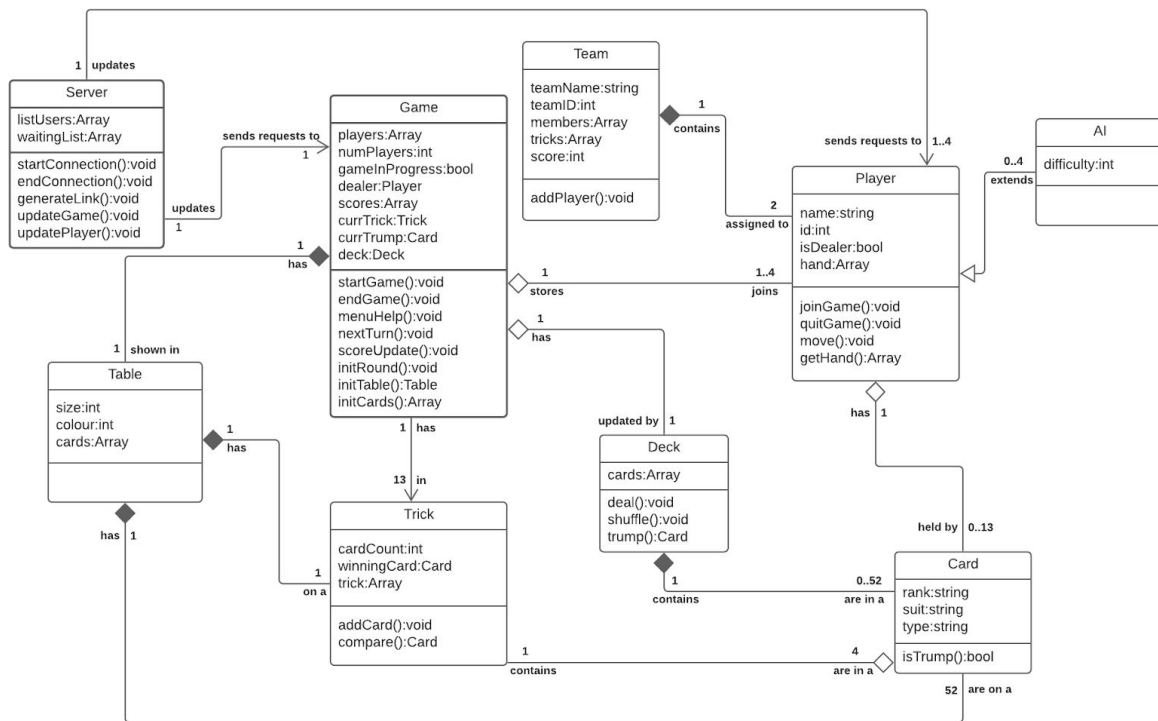 1 updates
Server
listUsers:Array
waitingList:Array
startConnection():void
endConnection():void
generateLink():void
updateGame():void
updatePlayer():void
sends requests to
1
updates
1
Game
players:Array
numPlayers:int
gameInProgress:bool
dealer:Player
scores:Array
currTrick:Trick
currTrump:Card
deck:Deck
startGame():void
endGame():void
menuHelp():void
nextTurn():void
scoreUpdate():void
initRound():void
initTable():Table
initCards():Array
Team
teamName:string
teamID:int
members:Array
tricks:Array
score:int
addPlayer():void
1
contains
2
assigned to
sends requests to 1..4
Player
name:string
id:int
isDealer:bool
hand:Array
joinGame():void
quitGame():void
move():void
getHand():Array
AI
difficulty:int
0..4
extends
1
has
1 shown in
1
stores
1..4
joins
1
has
updated by 1
Table
size:int
colour:int
cards:Array
1
has
1
on a
has 1
1 has
13 in
Trick
cardCount:int
winningCard:Card
trick:Array
addCard():void
compare():Card
Deck
cards:Array
deal():void
shuffle():void
trump():Card
1
contains
0..52
are in a
has 1
held by 0..13
Card
rank:string
suit:string
type:string
isTrump():bool
1
contains
4
are in a
52 are on a